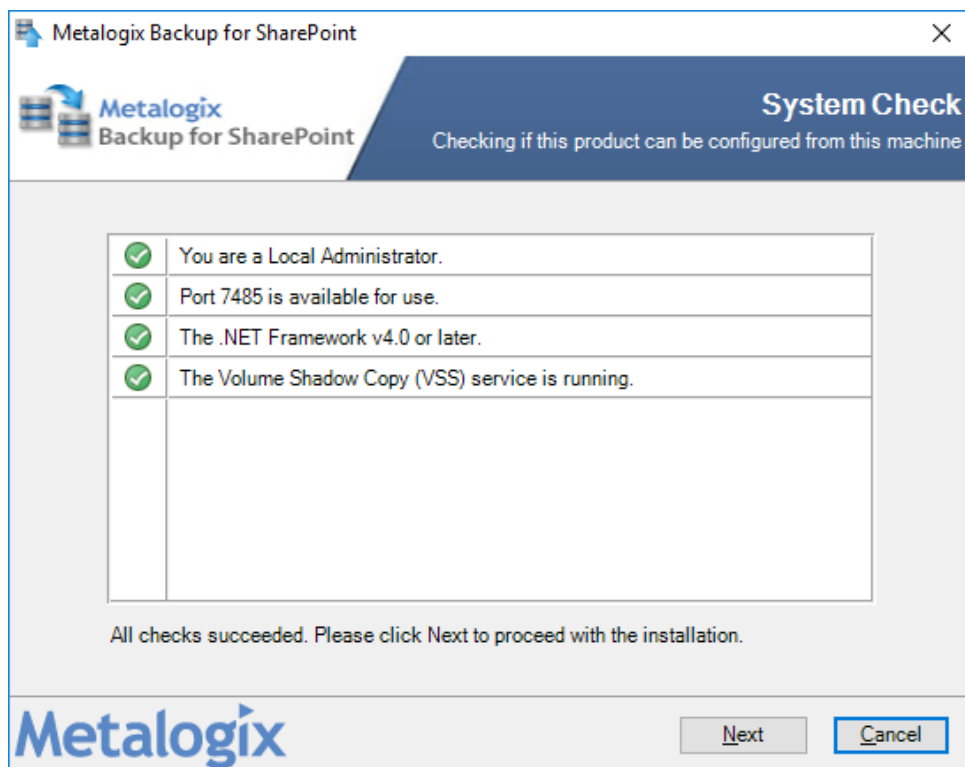 Metalogix Backup for SharePoint
Metalogix
Backup for SharePoint
System Check
Checking if this product can be configured from this machine
You are a Local Administrator.
Port 7485 is available for use.
The .NET Framework v4.0 or later.
The Volume Shadow Copy (VSS) service is running.
All checks succeeded. Please click Next to proceed with the installation.
Metalogix
Next
Cancel